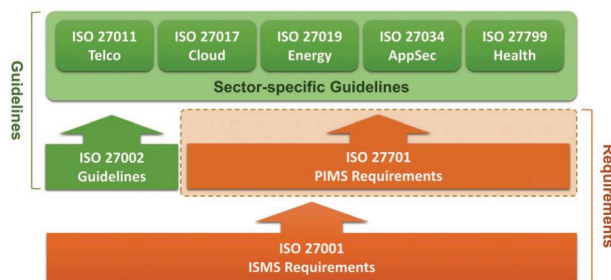 Guidelines
ISO 27011
Telco
ISO 27017
Cloud
ISO 27019
Energy
ISO 27034
AppSec
ISO 27799
Health
Sector-specific Guidelines
ISO 27002
Guidelines
ISO 27701
PIMS Requirements
Requirements
ISO 27001
ISMS Requirements